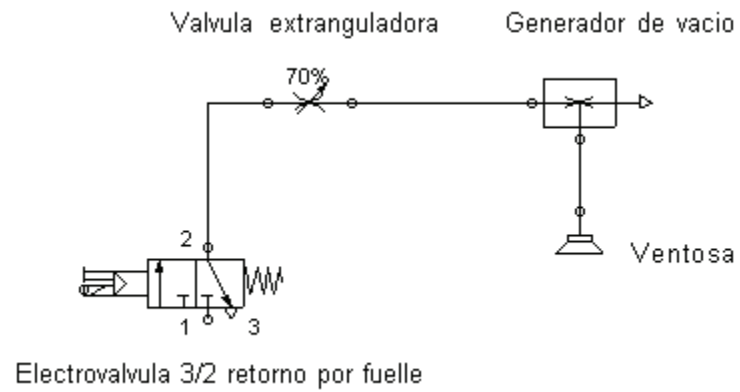 Valvula extranguladora
Generador de vacio
70%
2
Ventosa
1
3
Electrovalvula 3/2 retorno por fuelle